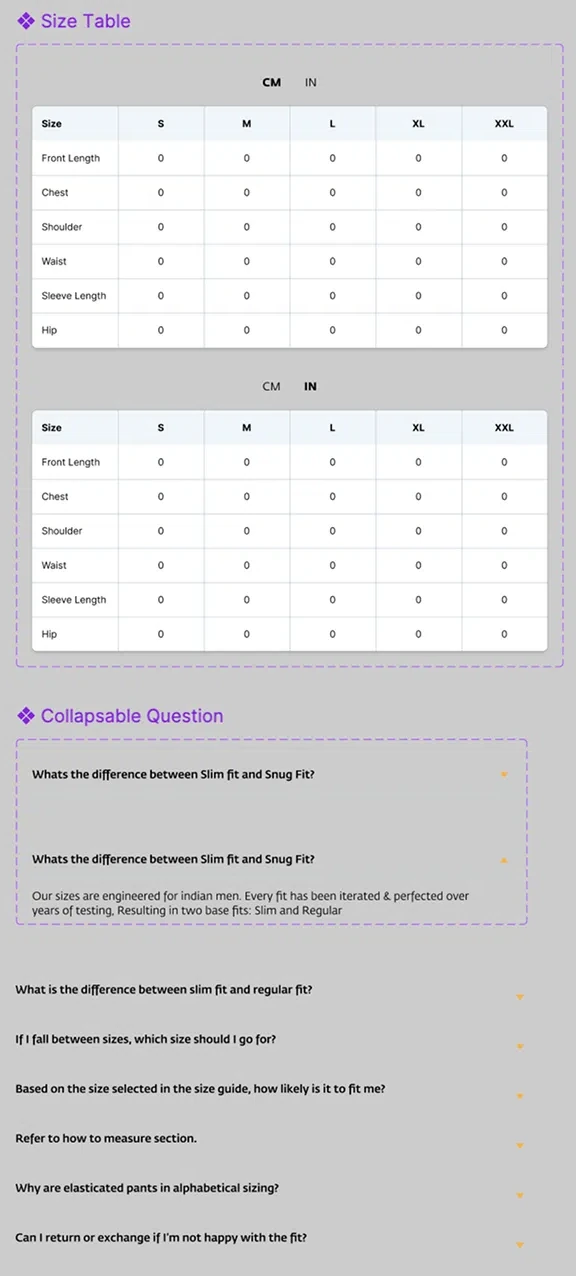 Size Table
CM IN
Size S M L XL XXL
Front Length 0 0 0 0 0
Chest 0 0 0 0 0
Shoulder 0 0 0 0 0
Waist 0 0 0 0 0
Sleeve Length 0 0 0 0 0
Hip 0 0 0 0 0
CM IN
Size S M L XL XXL
Front Length 0 0 0 0 0
Chest 0 0 0 0 0
Shoulder 0 0 0 0 0
Waist 0 0 0 0 0
Sleeve Length 0 0 0 0 0
Hip 0 0 0 0 0
Collapsable Question
Whats the difference between Slim fit and Snug Fit?
Whats the difference between Slim fit and Snug Fit?
Our sizes are engineered for indian men. Every fit has been iterated & perfected over
years of testing, Resulting in two base fits: Slim and Regular
What is the difference between slim fit and regular fit?
If I fall between sizes, which size should I go for?
Based on the size selected in the size guide, how likely is it to fit me?
Refer to how to measure section.
Why are elasticated pants in alphabetical sizing?
Can I return or exchange if I'm not happy with the fit?